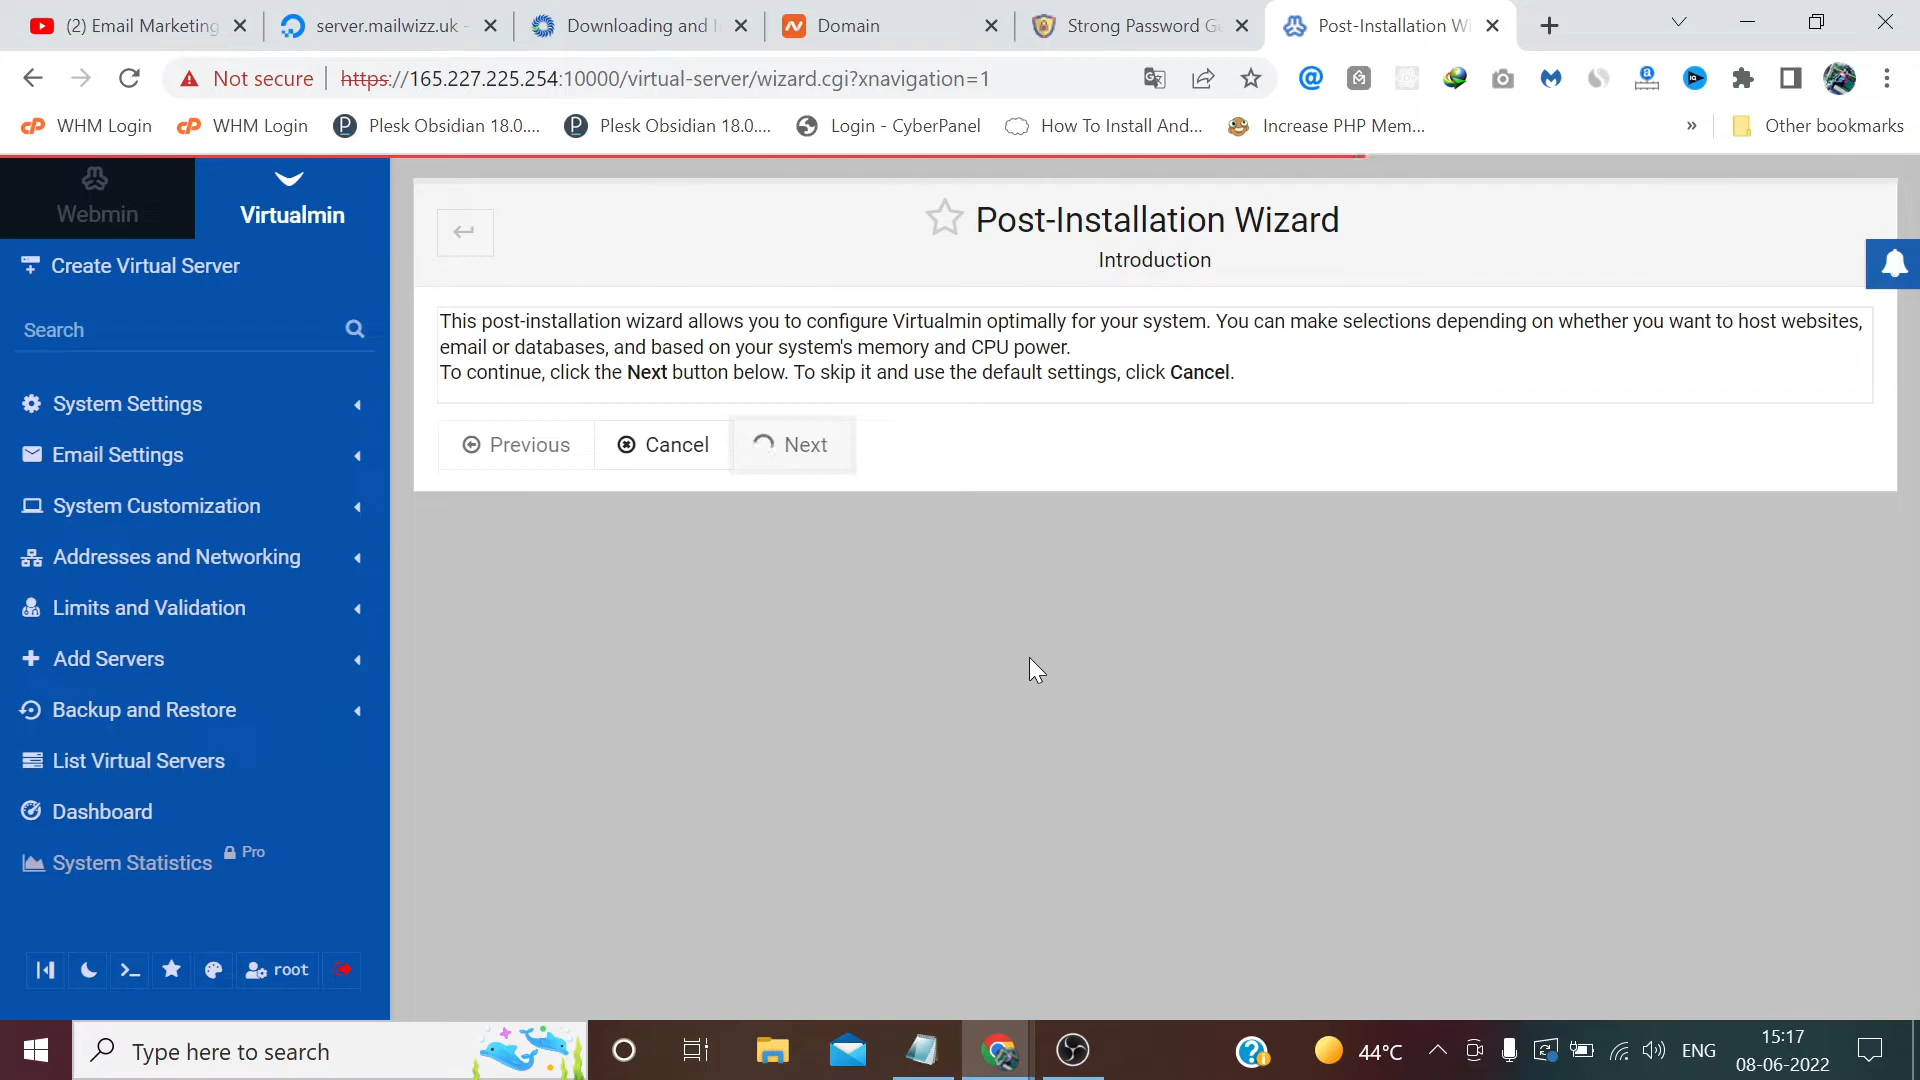 (2) Email Marketing
server.mailwizz.uk -
Downloading and I
Domain
Strong Password Ge
Post-Installation Wi
Not secure
https://165.227.225.254:10000/virtual-server/wizard.cgi?xnavigation=1
WHM Login
WHM Login
Plesk Obsidian 18.0....
Plesk Obsidian 18.0....
Login - CyberPanel
How To Install And...
Increase PHP Mem...
»
Other bookmarks
Webmin
Virtualmin
Create Virtual Server
Search
System Settings
Email Settings
System Customization
Addresses and Networking
Limits and Validation
Add Servers
Backup and Restore
List Virtual Servers
Dashboard
System Statistics
Pro
root
Post-Installation Wizard
Introduction
This post-installation wizard allows you to configure Virtualmin optimally for your system. You can make selections depending on whether you want to host websites,
email or databases, and based on your system's memory and CPU power.
To continue, click the Next button below. To skip it and use the default settings, click Cancel.
Previous
Cancel
Next
Type here to search
44°C
ENG
15:17
08-06-2022